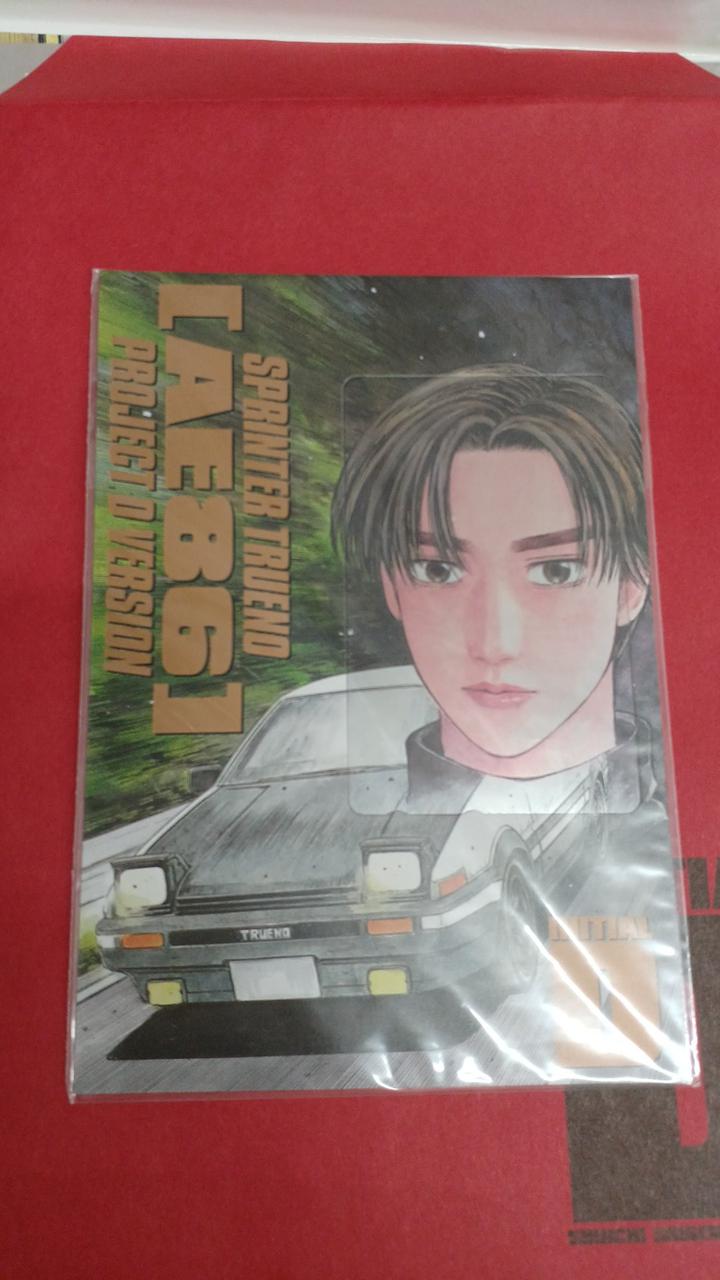 SPRINTER TRUENO
[AE86]
PROJECT D VERSION
TRUENO
INITIAL
D